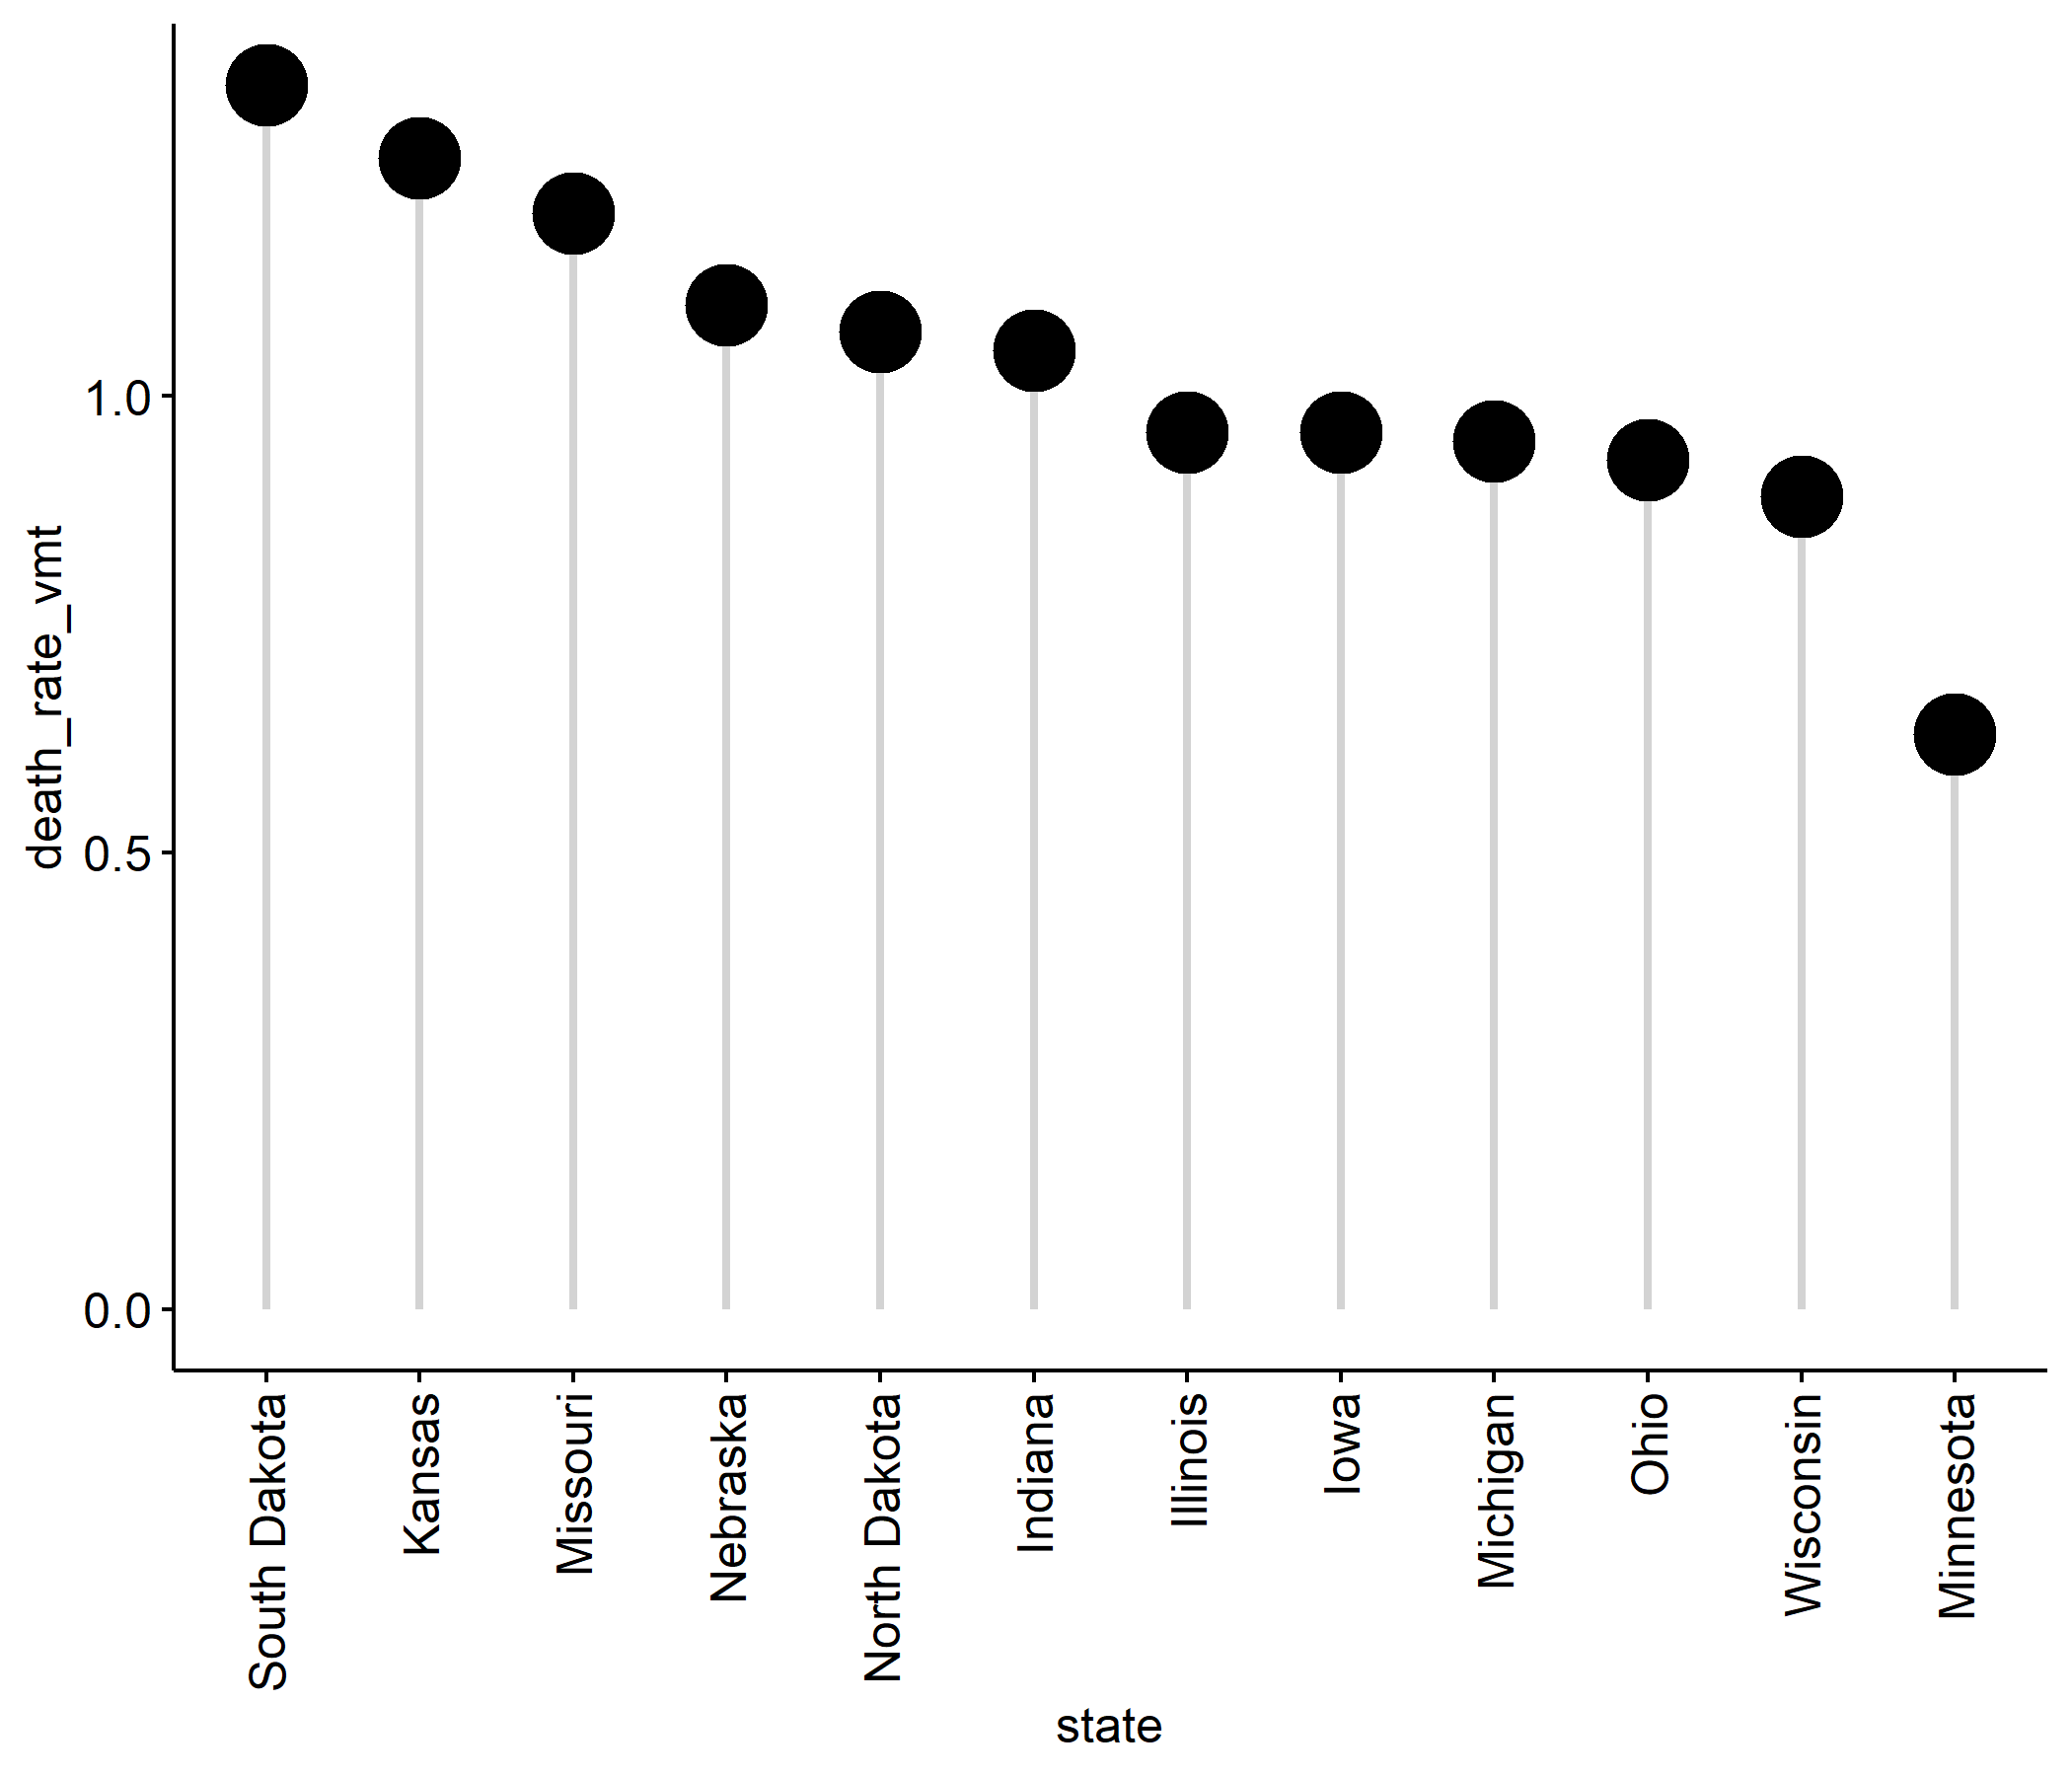 death_rate_vmt
1.0
0.5
0.0
South Dakota
Kansas
Missouri
Nebraska
North Dakota
Indiana
Illinois
Iowa
Michigan
Ohio
Wisconsin
Minnesota
state